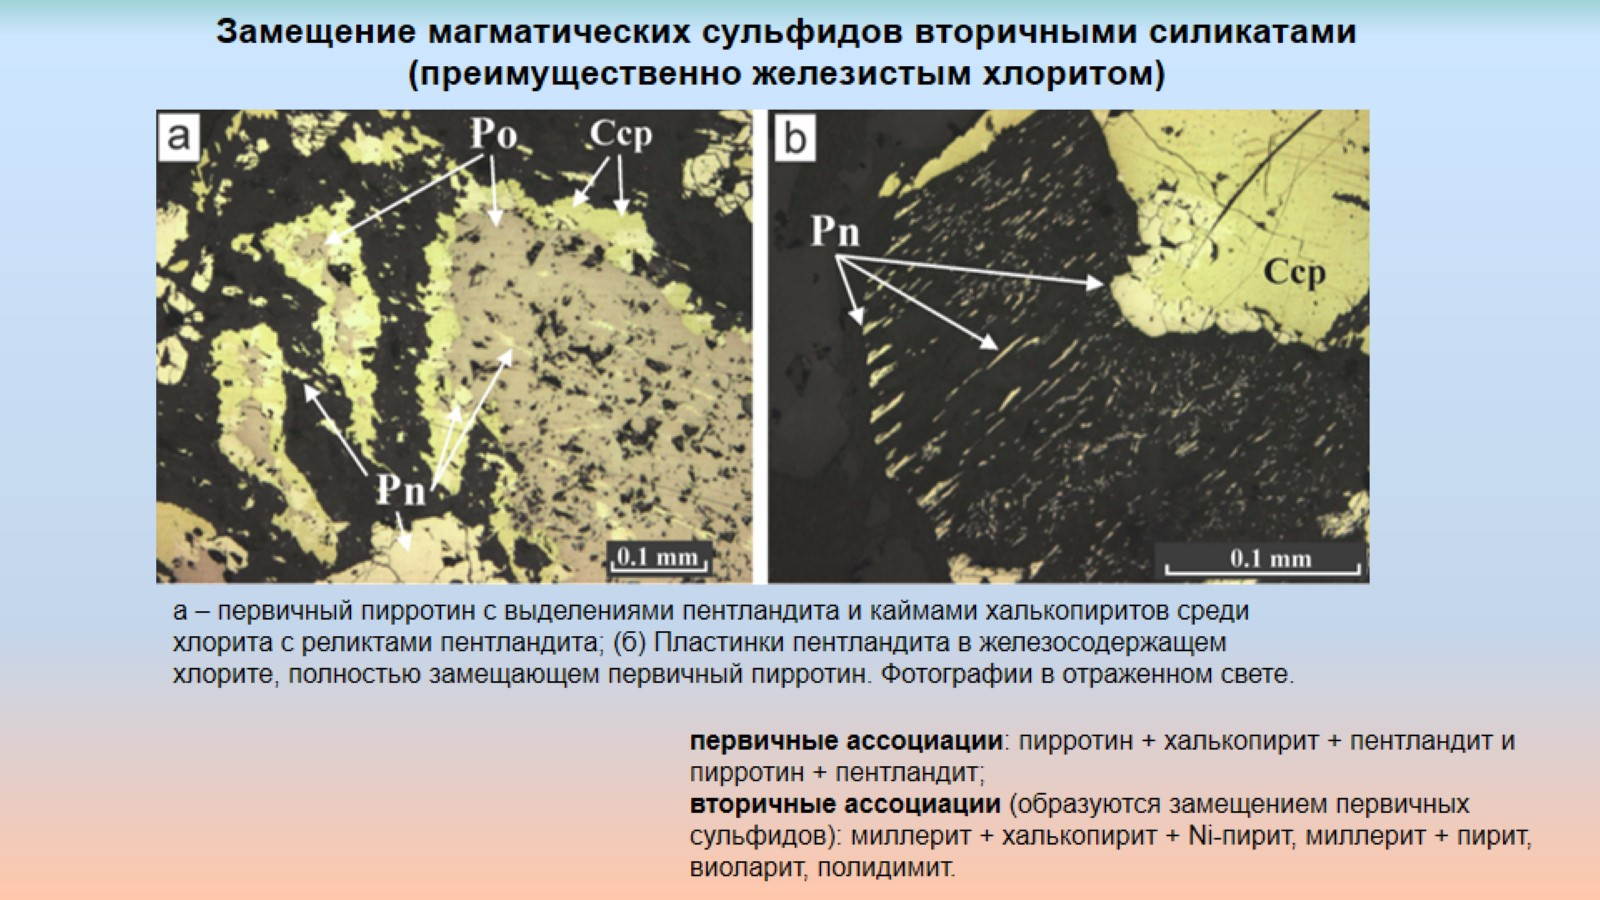 Замещение магматических сульфидов вторичными силикатами
(преимущественно железистым хлоритом)
a
Po
Ccp
Pn
0.1 mm
b
Pn
Ccp
0.1 mm
а – первичный пирротин с выделениями пентландита и каймами халькопиритов среди
хлорита с реликтами пентландита; (б) Пластинки пентландита в железосодержащем
хлорите, полностью замещающем первичный пирротин. Фотографии в отраженном свете.
первичные ассоциации: пирротин + халькопирит + пентландит и
пирротин + пентландит;
вторичные ассоциации (образуются замещением первичных
сульфидов): миллерит + халькопирит + Ni-пирит, миллерит + пирит,
виоларит, полидимит.